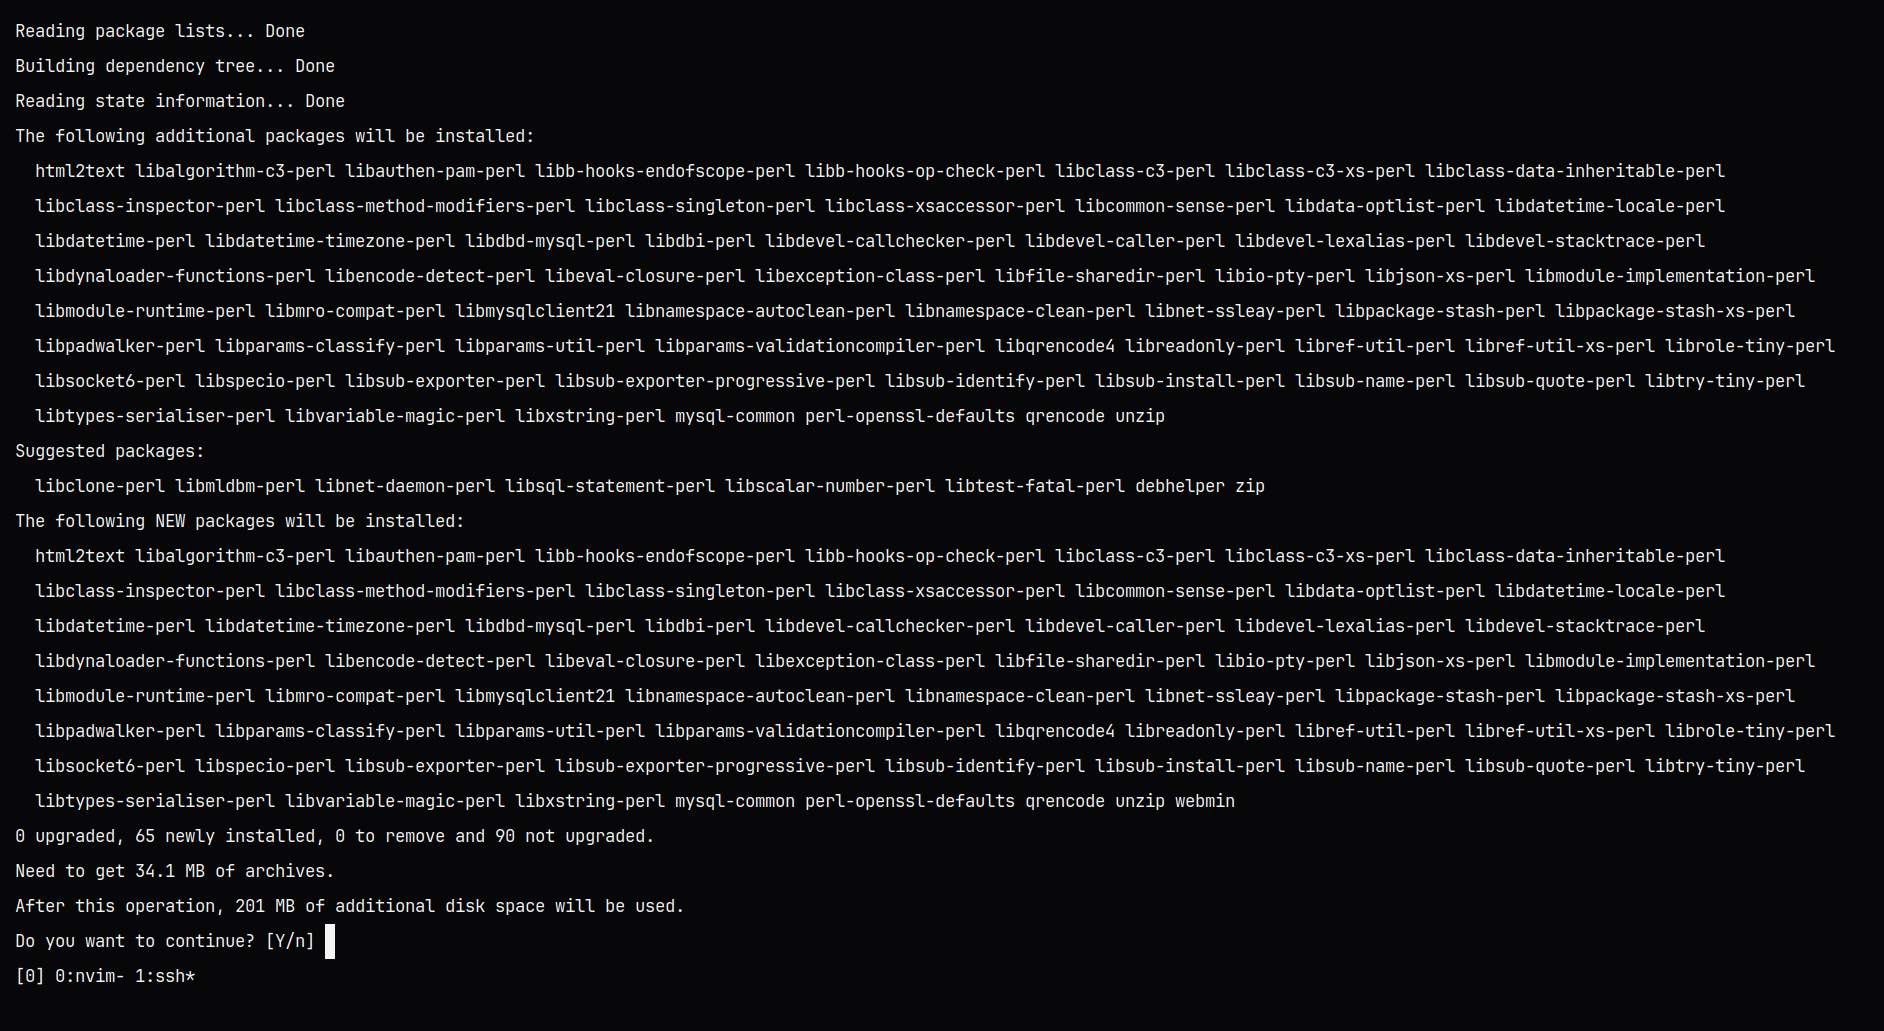 Reading package lists... Done
Building dependency tree... Done
Reading state information... Done
The following additional packages will be installed:
  html2text libalgorithm-c3-perl libauthen-pam-perl libb-hooks-endofscope-perl libb-hooks-op-check-perl libclass-c3-perl libclass-c3-xs-perl libclass-data-inheritable-perl
  libclass-inspector-perl libclass-method-modifiers-perl libclass-singleton-perl libclass-xsaccessor-perl libcommon-sense-perl libdata-optlist-perl libdatetime-locale-perl
  libdatetime-perl libdatetime-timezone-perl libdbd-mysql-perl libdbi-perl libdevel-callchecker-perl libdevel-caller-perl libdevel-lexalias-perl libdevel-stacktrace-perl
  libdynaloader-functions-perl libencode-detect-perl libeval-closure-perl libexception-class-perl libfile-sharedir-perl libio-pty-perl libjson-xs-perl libmodule-implementation-perl
  libmodule-runtime-perl libmro-compat-perl libmysqlclient21 libnamespace-autoclean-perl libnamespace-clean-perl libnet-ssleay-perl libpackage-stash-perl libpackage-stash-xs-perl
  libpadwalker-perl libparams-classify-perl libparams-util-perl libparams-validationcompiler-perl libqrencode4 libreadonly-perl libref-util-perl libref-util-xs-perl librole-tiny-perl
  libsocket6-perl libspecio-perl libsub-exporter-perl libsub-exporter-progressive-perl libsub-identify-perl libsub-install-perl libsub-name-perl libsub-quote-perl libtry-tiny-perl
  libtypes-serialiser-perl libvariable-magic-perl libxstring-perl mysql-common perl-openssl-defaults qrencode unzip
Suggested packages:
  libclone-perl libmldbm-perl libnet-daemon-perl libsql-statement-perl libscalar-number-perl libtest-fatal-perl debhelper zip
The following NEW packages will be installed:
  html2text libalgorithm-c3-perl libauthen-pam-perl libb-hooks-endofscope-perl libb-hooks-op-check-perl libclass-c3-perl libclass-c3-xs-perl libclass-data-inheritable-perl
  libclass-inspector-perl libclass-method-modifiers-perl libclass-singleton-perl libclass-xsaccessor-perl libcommon-sense-perl libdata-optlist-perl libdatetime-locale-perl
  libdatetime-perl libdatetime-timezone-perl libdbd-mysql-perl libdbi-perl libdevel-callchecker-perl libdevel-caller-perl libdevel-lexalias-perl libdevel-stacktrace-perl
  libdynaloader-functions-perl libencode-detect-perl libeval-closure-perl libexception-class-perl libfile-sharedir-perl libio-pty-perl libjson-xs-perl libmodule-implementation-perl
  libmodule-runtime-perl libmro-compat-perl libmysqlclient21 libnamespace-autoclean-perl libnamespace-clean-perl libnet-ssleay-perl libpackage-stash-perl libpackage-stash-xs-perl
  libpadwalker-perl libparams-classify-perl libparams-util-perl libparams-validationcompiler-perl libqrencode4 libreadonly-perl libref-util-perl libref-util-xs-perl librole-tiny-perl
  libsocket6-perl libspecio-perl libsub-exporter-perl libsub-exporter-progressive-perl libsub-identify-perl libsub-install-perl libsub-name-perl libsub-quote-perl libtry-tiny-perl
  libtypes-serialiser-perl libvariable-magic-perl libxstring-perl mysql-common perl-openssl-defaults qrencode unzip webmin
0 upgraded, 65 newly installed, 0 to remove and 90 not upgraded.
Need to get 34.1 MB of archives.
After this operation, 201 MB of additional disk space will be used.
Do you want to continue? [Y/n]
[0] 0:nvim- 1:ssh*